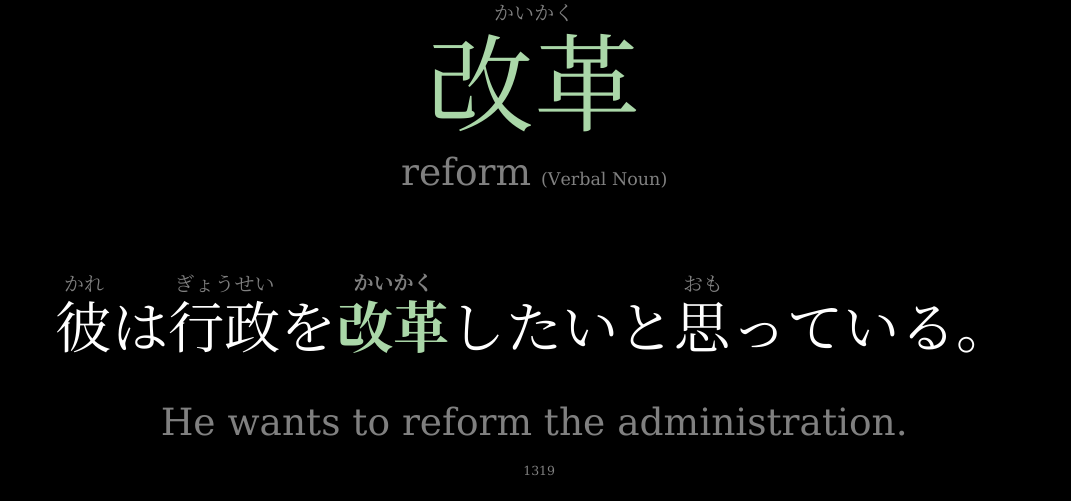 かいかく
改革
reform (Verbal Noun)
かれ ぎょうせい かいかく おも
彼は行政を改革したいと思っている。
He wants to reform the administration.
1319